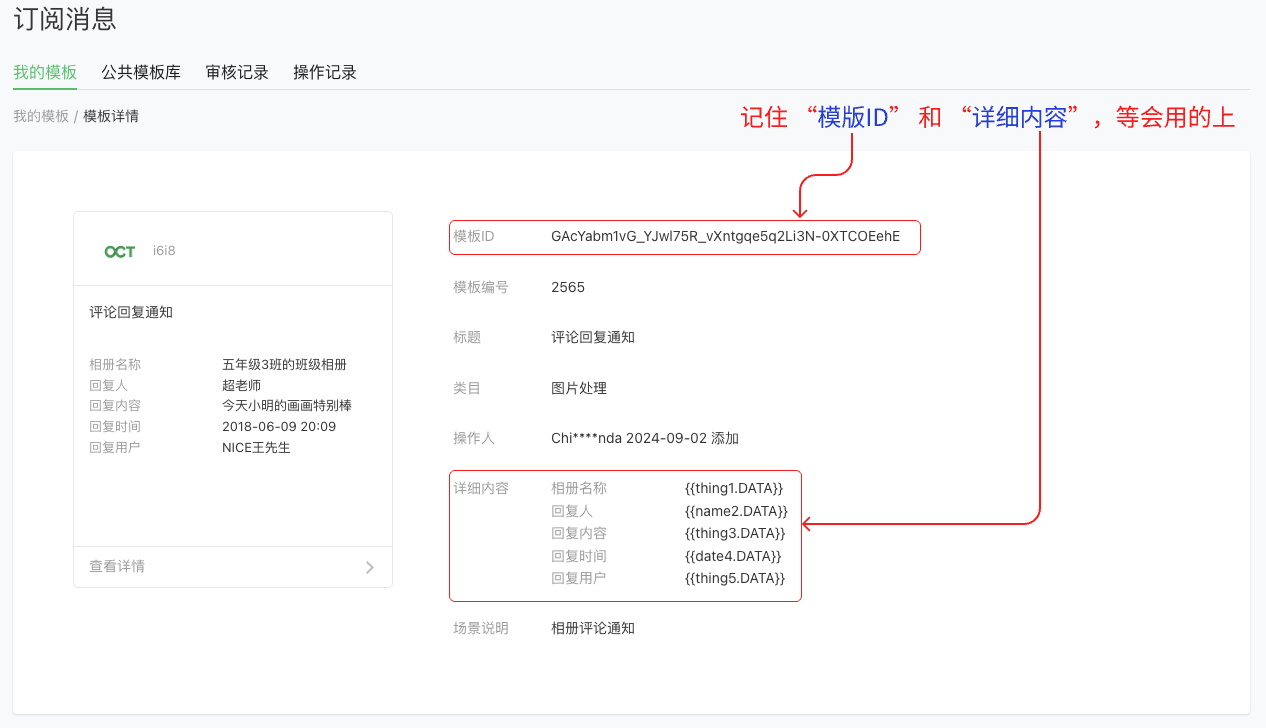 订阅消息
我的模板 公共模板库 审核记录 操作记录
我的模板 / 模板详情
记住 “模版ID” 和 “详细内容”，等会用的上
OCT i6i8
评论回复通知
相册名称 五年级3班的班级相册
回复人 超老师
回复内容 今天小明的画画特别棒
回复时间 2018-06-09 20:09
回复用户 NICE王先生
查看详情
模板ID GAcYabm1vG_YJwl75R_vXntgqe5q2Li3N-0XTCOEehE
模板编号 2565
标题 评论回复通知
类目 图片处理
操作人 Chi****nda 2024-09-02 添加
详细内容 相册名称 {{thing1.DATA}}
回复人 {{name2.DATA}}
回复内容 {{thing3.DATA}}
回复时间 {{date4.DATA}}
回复用户 {{thing5.DATA}}
场景说明 相册评论通知